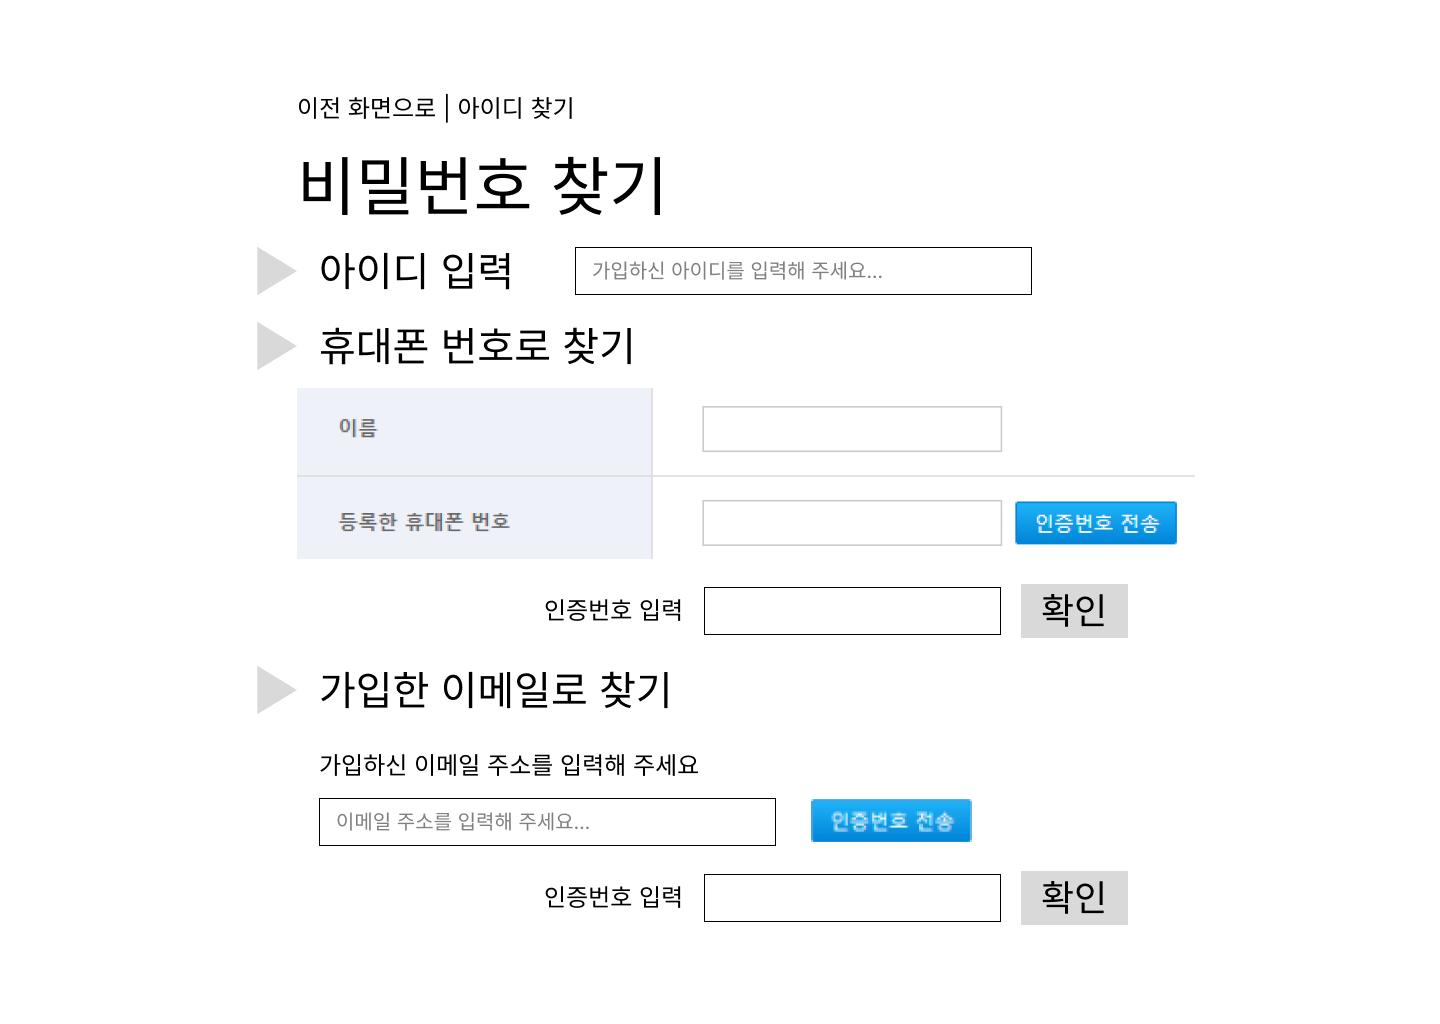 이전 화면으로 | 아이디 찾기
비밀번호 찾기
아이디 입력 가입하신 아이디를 입력해 주세요...
휴대폰 번호로 찾기
이름
등록한 휴대폰 번호 인증번호 전송
인증번호 입력 확인
가입한 이메일로 찾기
가입하신 이메일 주소를 입력해 주세요
이메일 주소를 입력해 주세요... 인증번호 전송
인증번호 입력 확인